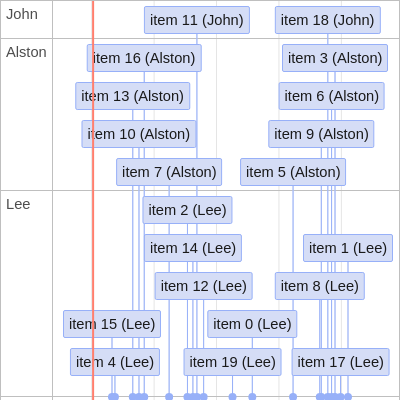 John
item 11 (John)
item 18 (John)
Alston
item 16 (Alston)
item 3 (Alston)
item 13 (Alston)
item 6 (Alston)
item 10 (Alston)
item 9 (Alston)
item 7 (Alston)
item 5 (Alston)
Lee
item 2 (Lee)
item 14 (Lee)
item 1 (Lee)
item 12 (Lee)
item 8 (Lee)
item 15 (Lee)
item 0 (Lee)
item 4 (Lee)
item 19 (Lee)
item 17 (Lee)